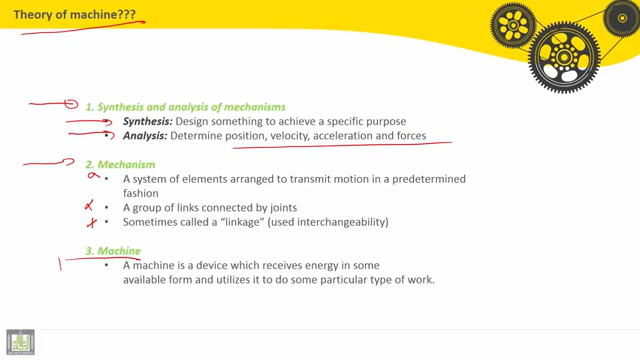 Theory of machine???
1. Synthesis and analysis of mechanisms
Synthesis: Design something to achieve a specific purpose
• Analysis: Determine position, velocity, acceleration and forces
2. Mechanism
• A system of elements arranged to transmit motion in a predetermined
fashion
• A group of links connected by joints
• Sometimes called a “linkage” (used interchangeability)
3. Machine
• A machine is a device which receives energy in some
available form and utilizes it to do some particular type of work.